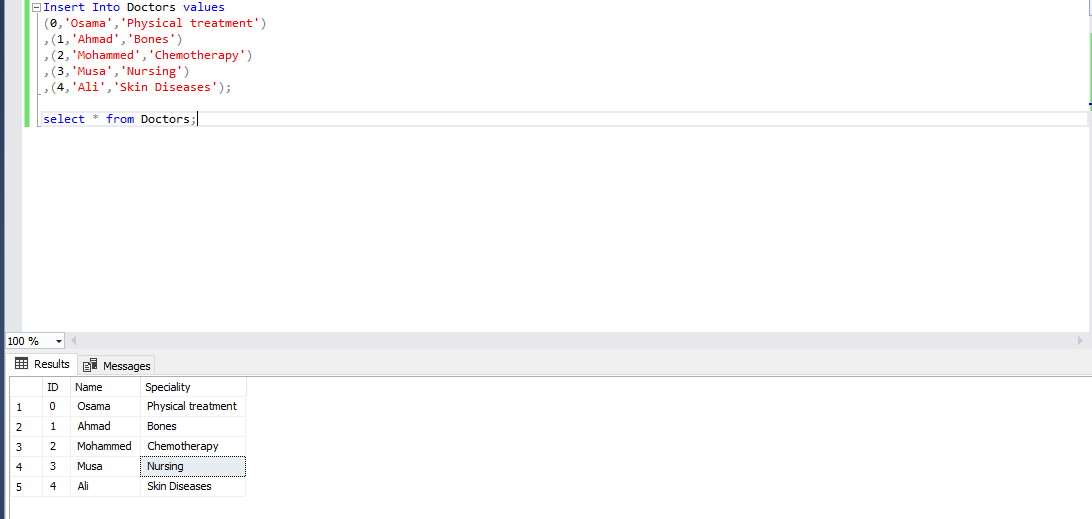 Insert Into Doctors values
(0,'Osama','Physical treatment')
,(1,'Ahmad','Bones')
,(2,'Mohammed','Chemotherapy')
,(3,'Musa','Nursing')
,(4,'Ali','Skin Diseases');
select * from Doctors;
100 %
Results Messages
ID Name Speciality
1 0 Osama Physical treatment
2 1 Ahmad Bones
3 2 Mohammed Chemotherapy
4 3 Musa Nursing
5 4 Ali Skin Diseases